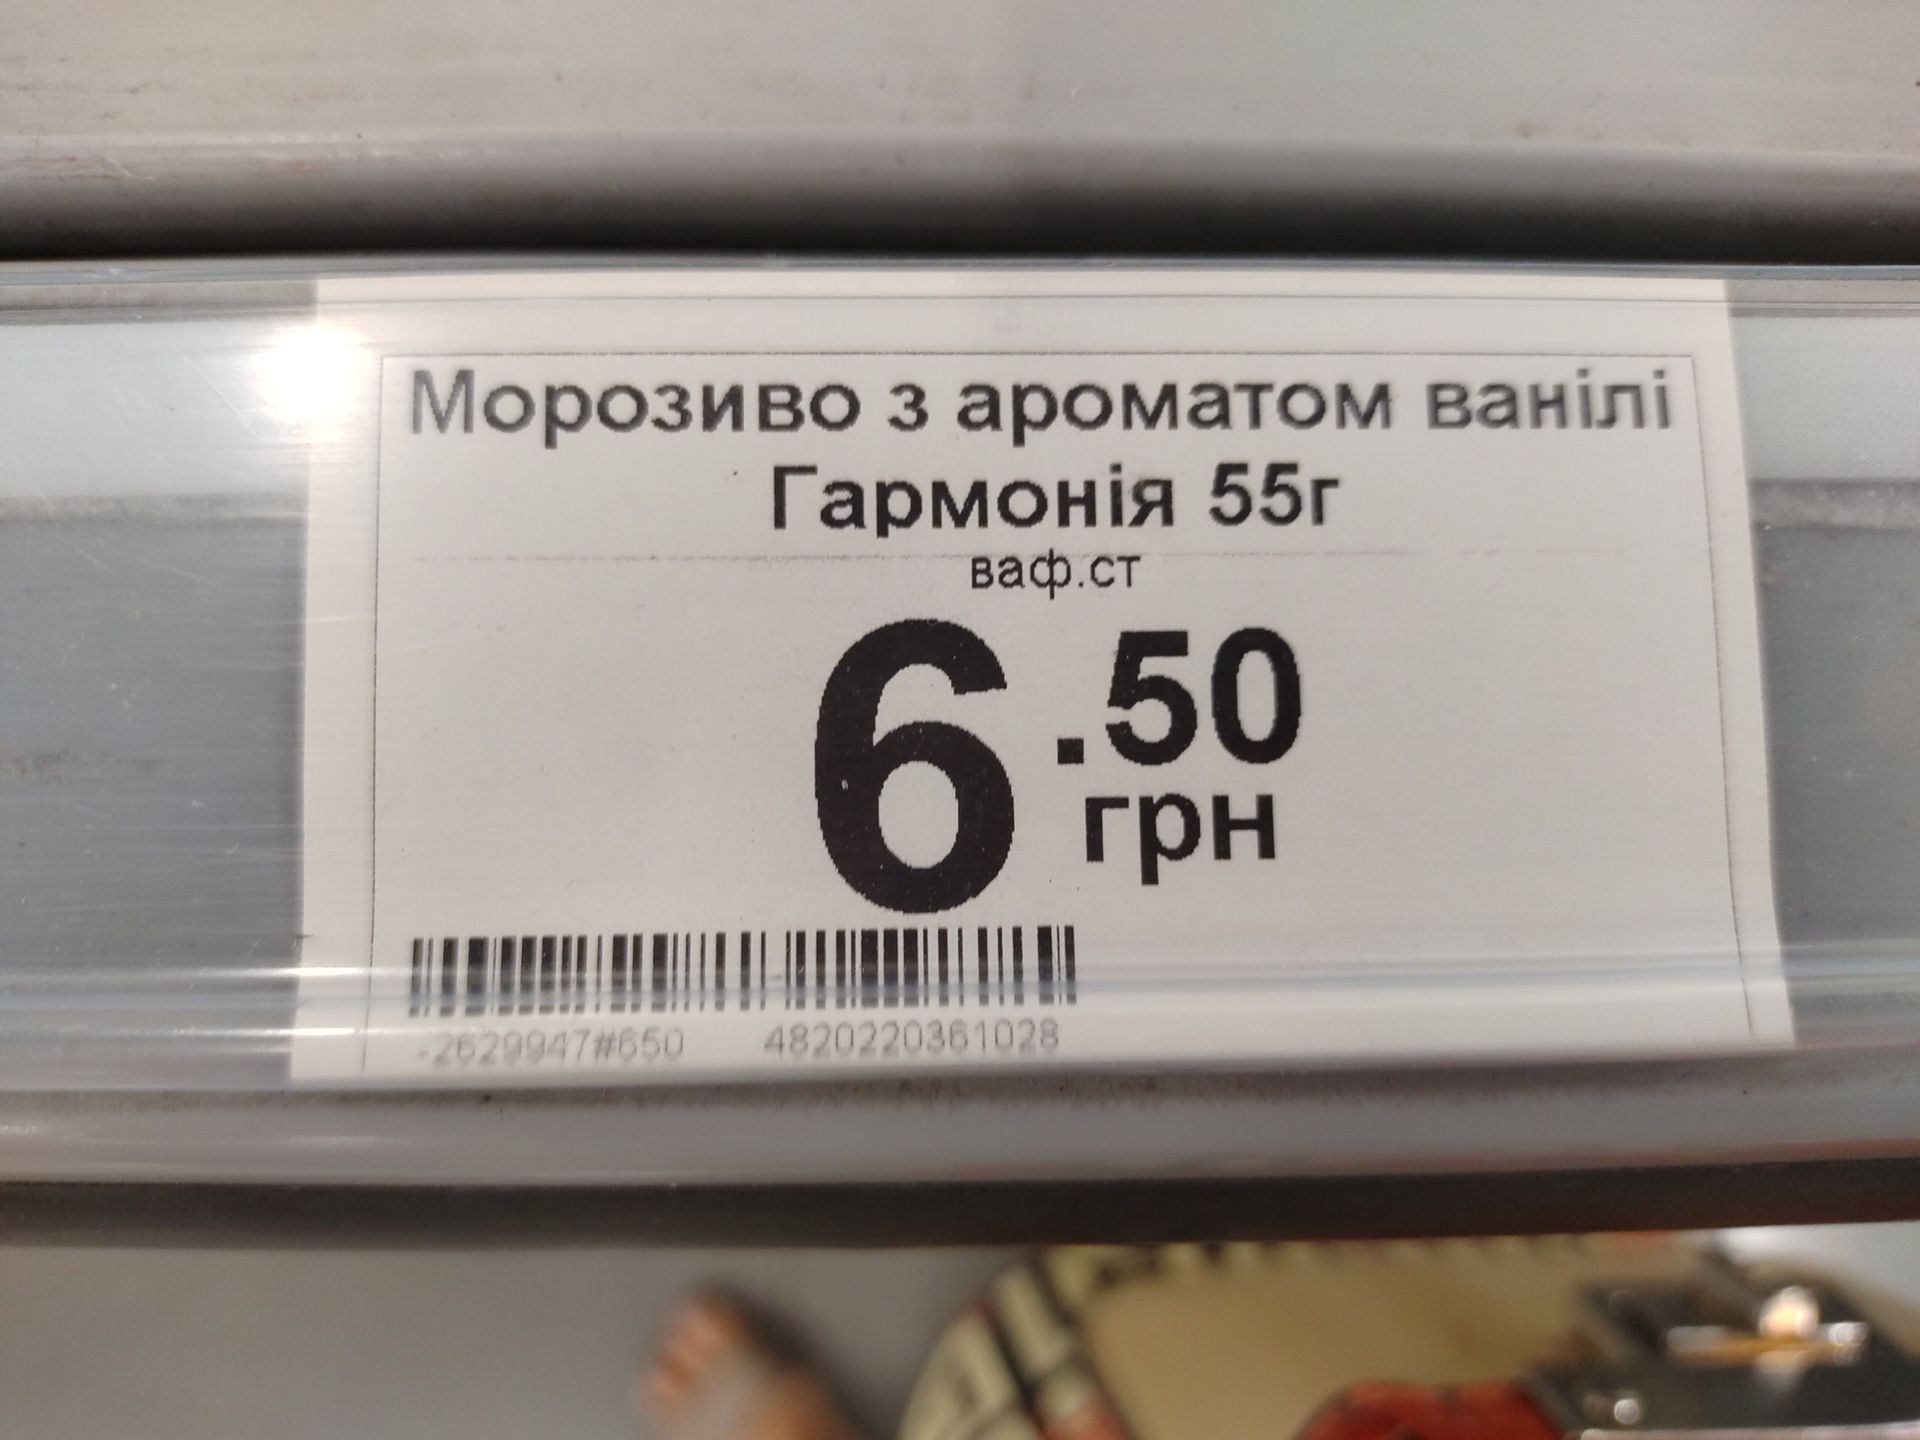 Морозиво з ароматом ванілі
Гармонія 55г
ваф.ст
6.50
грн
-2629947#650 4820220361028